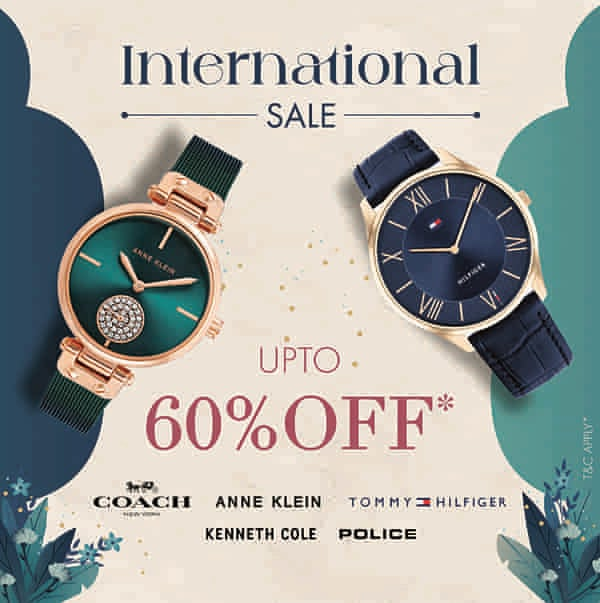 International
SALE
ANNE KLEIN
HILFIGER
UPTO
60%OFF*
T&C APPLY*
COACH
NEW YORK
ANNE KLEIN
TOMMY HILFIGER
KENNETH COLE
POLICE